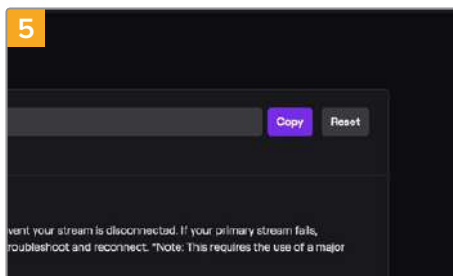 5
Copy Reset
vent your stream is disconnected. If your primary stream fails,
roubleshoot and reconnect. *Note: This requires the use of a major